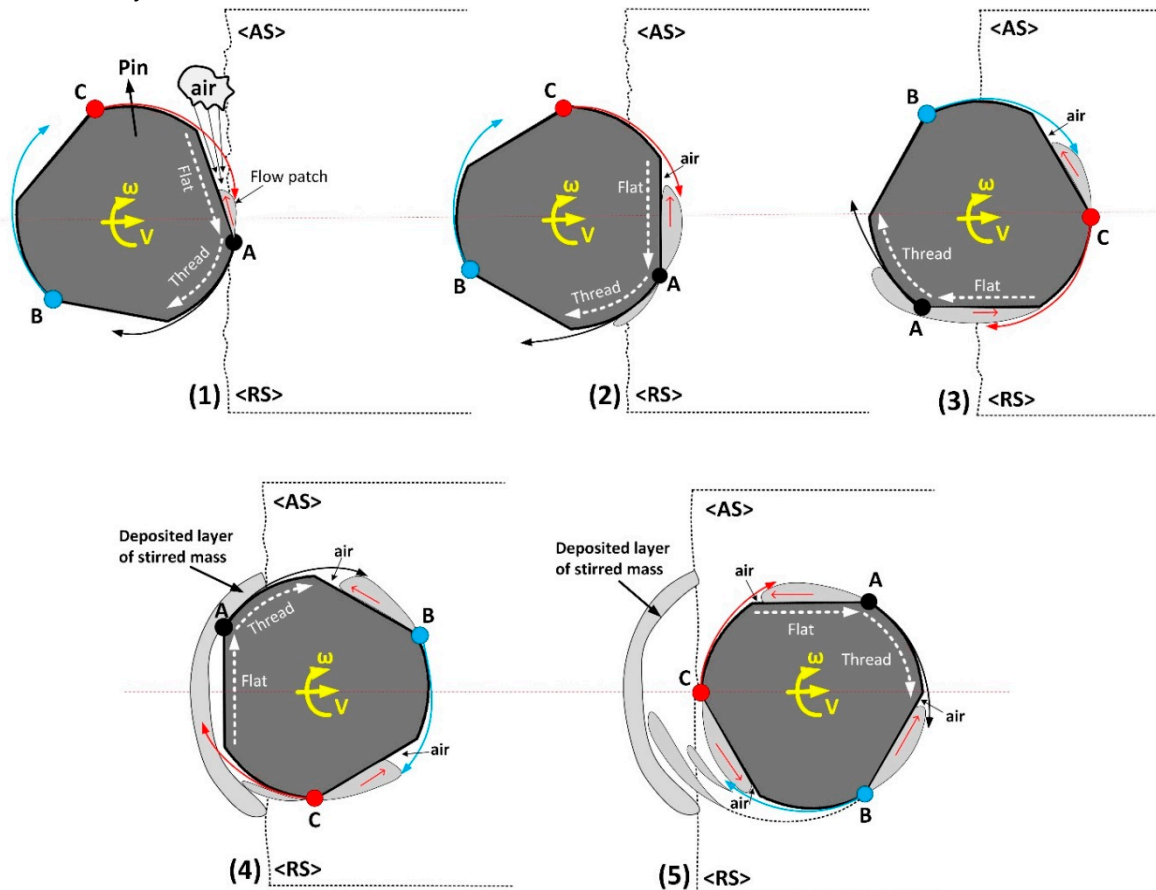 <AS>
Pin
C
air
Flat
Flow patch
ω
V
A
Thread
B
(1)
<RS>
<AS>
C
air
Flat
ω
V
A
Thread
B
(2)
<RS>
<AS>
B
air
ω
V
C
Thread
Flat
A
(3)
<RS>
<AS>
Deposited layer
of stirred mass
air
A
Thread
B
ω
Flat
V
air
C
(4)
<RS>
<AS>
Deposited layer
of stirred mass
air
A
Flat
Thread
ω
C
V
air
air
B
(5)
<RS>